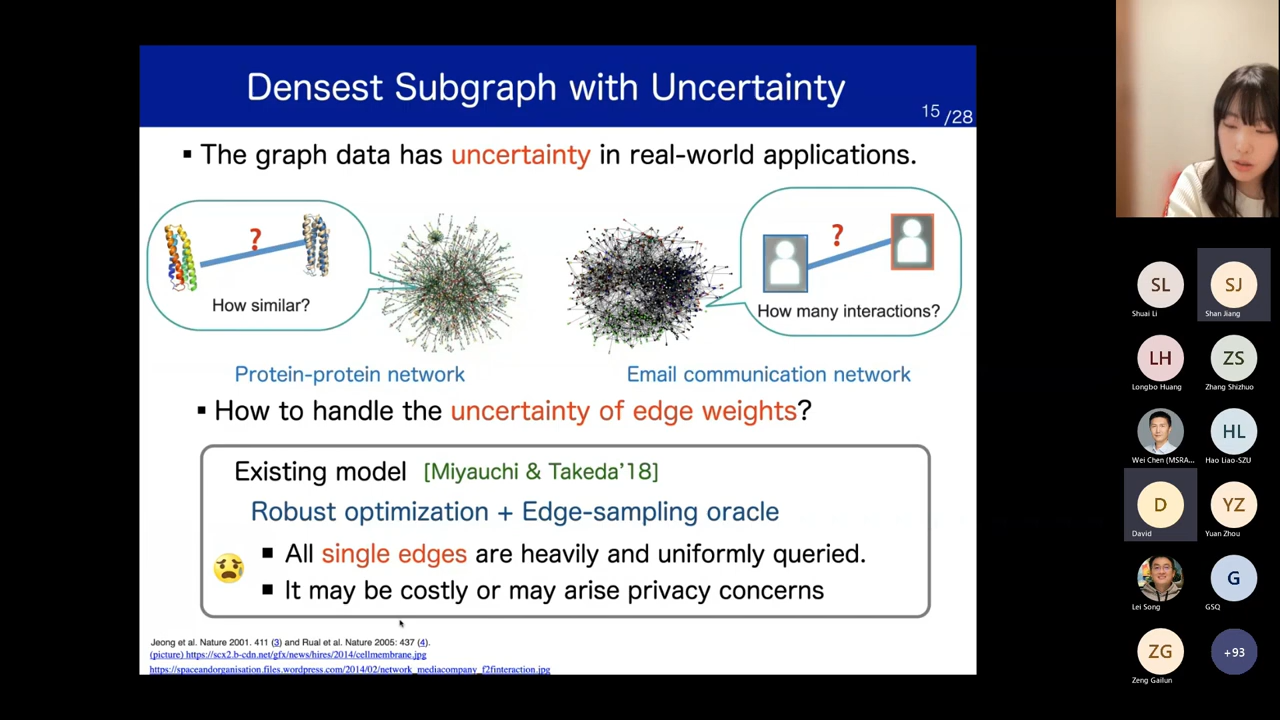 Densest Subgraph with Uncertainty
15/28
▪ The graph data has uncertainty in real-world applications.
?
How similar?
?
How many interactions?
Protein-protein network
Email communication network
▪ How to handle the uncertainty of edge weights?
Existing model [Miyauchi & Takeda'18]
Robust optimization + Edge-sampling oracle
▪ All single edges are heavily and uniformly queried.
▪ It may be costly or may arise privacy concerns
Jeong et al. Nature 2001. 411 (3) and Rual et al. Nature 2005: 437 (4).
(picture) https://scx2.b-cdn.net/gfx/news/hires/2014/cellmembrane.jpg
https://spaceandorganisation.files.wordpress.com/2014/02/network_mediacompany_f2finteraction.jpg
SL
Shuai Li
SJ
Shan Jiang
LH
Longbo Huang
ZS
Zhang Shizhuo
Wei Chen (MSRA...
HL
Hao Liao-SZU
D
David
YZ
Yuan Zhou
Lei Song
G
GSQ
ZG
Zeng Gailun
+93